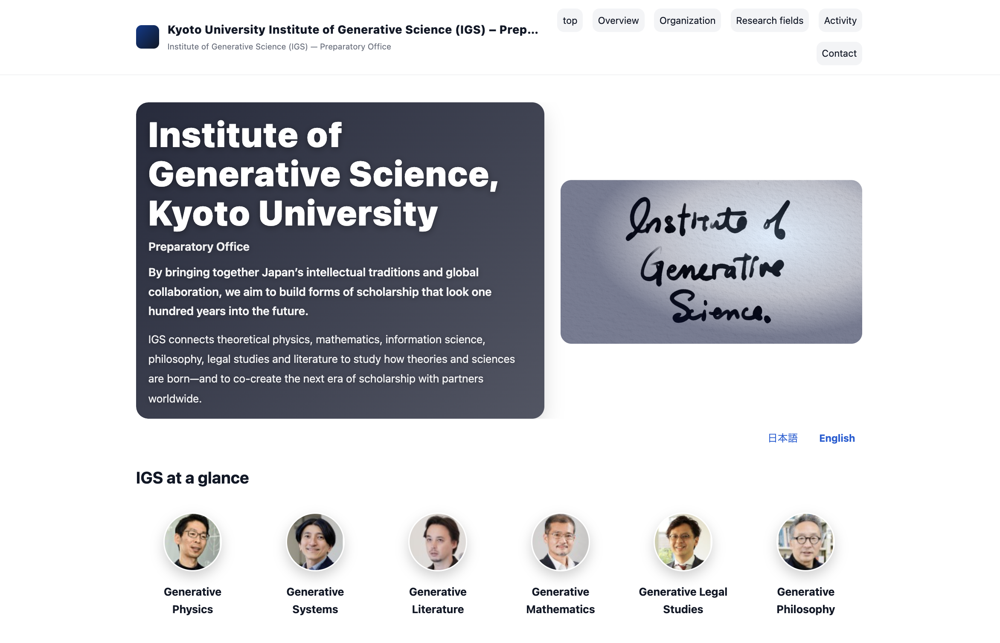 Kyoto University Institute of Generative Science (IGS) – Prep...
Institute of Generative Science (IGS) — Preparatory Office
top
Overview
Organization
Research fields
Activity
Contact
Institute of
Generative Science,
Kyoto University
Preparatory Office
By bringing together Japan’s intellectual traditions and global
collaboration, we aim to build forms of scholarship that look one
hundred years into the future.
IGS connects theoretical physics, mathematics, information science,
philosophy, legal studies and literature to study how theories and sciences
are born—and to co-create the next era of scholarship with partners
worldwide.
Institute of
Generative
Science.
日本語
English
IGS at a glance
Generative
Physics
Generative
Systems
Generative
Literature
Generative
Mathematics
Generative Legal
Studies
Generative
Philosophy